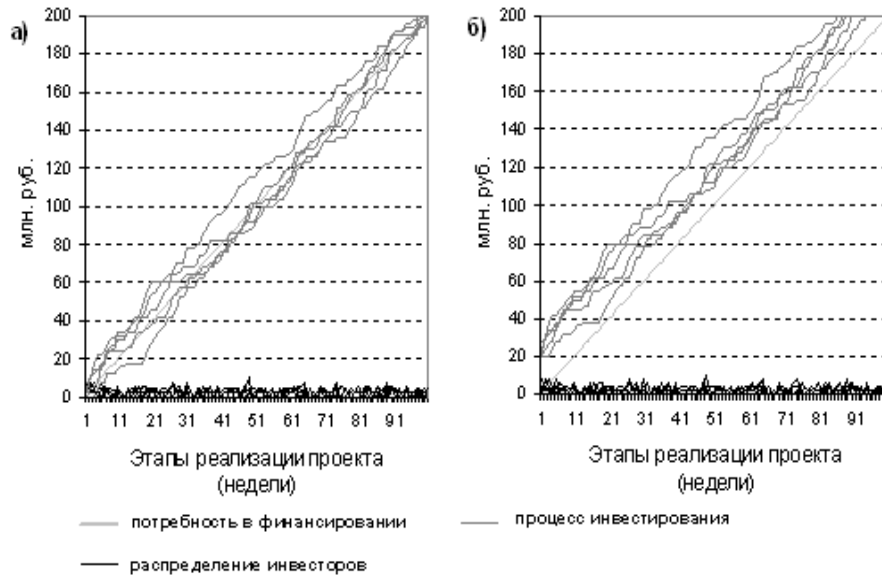 а)
млн. руб.
200
180
160
140
120
100
80
60
40
20
0
1 11 21 31 41 51 61 71 81 91
Этапы реализации проекта
(недели)
б)
млн. руб.
200
180
160
140
120
100
80
60
40
20
0
1 11 21 31 41 51 61 71 81 91
Этапы реализации проекта
(недели)
потребность в финансировании
процесс инвестирования
распределение инвесторов